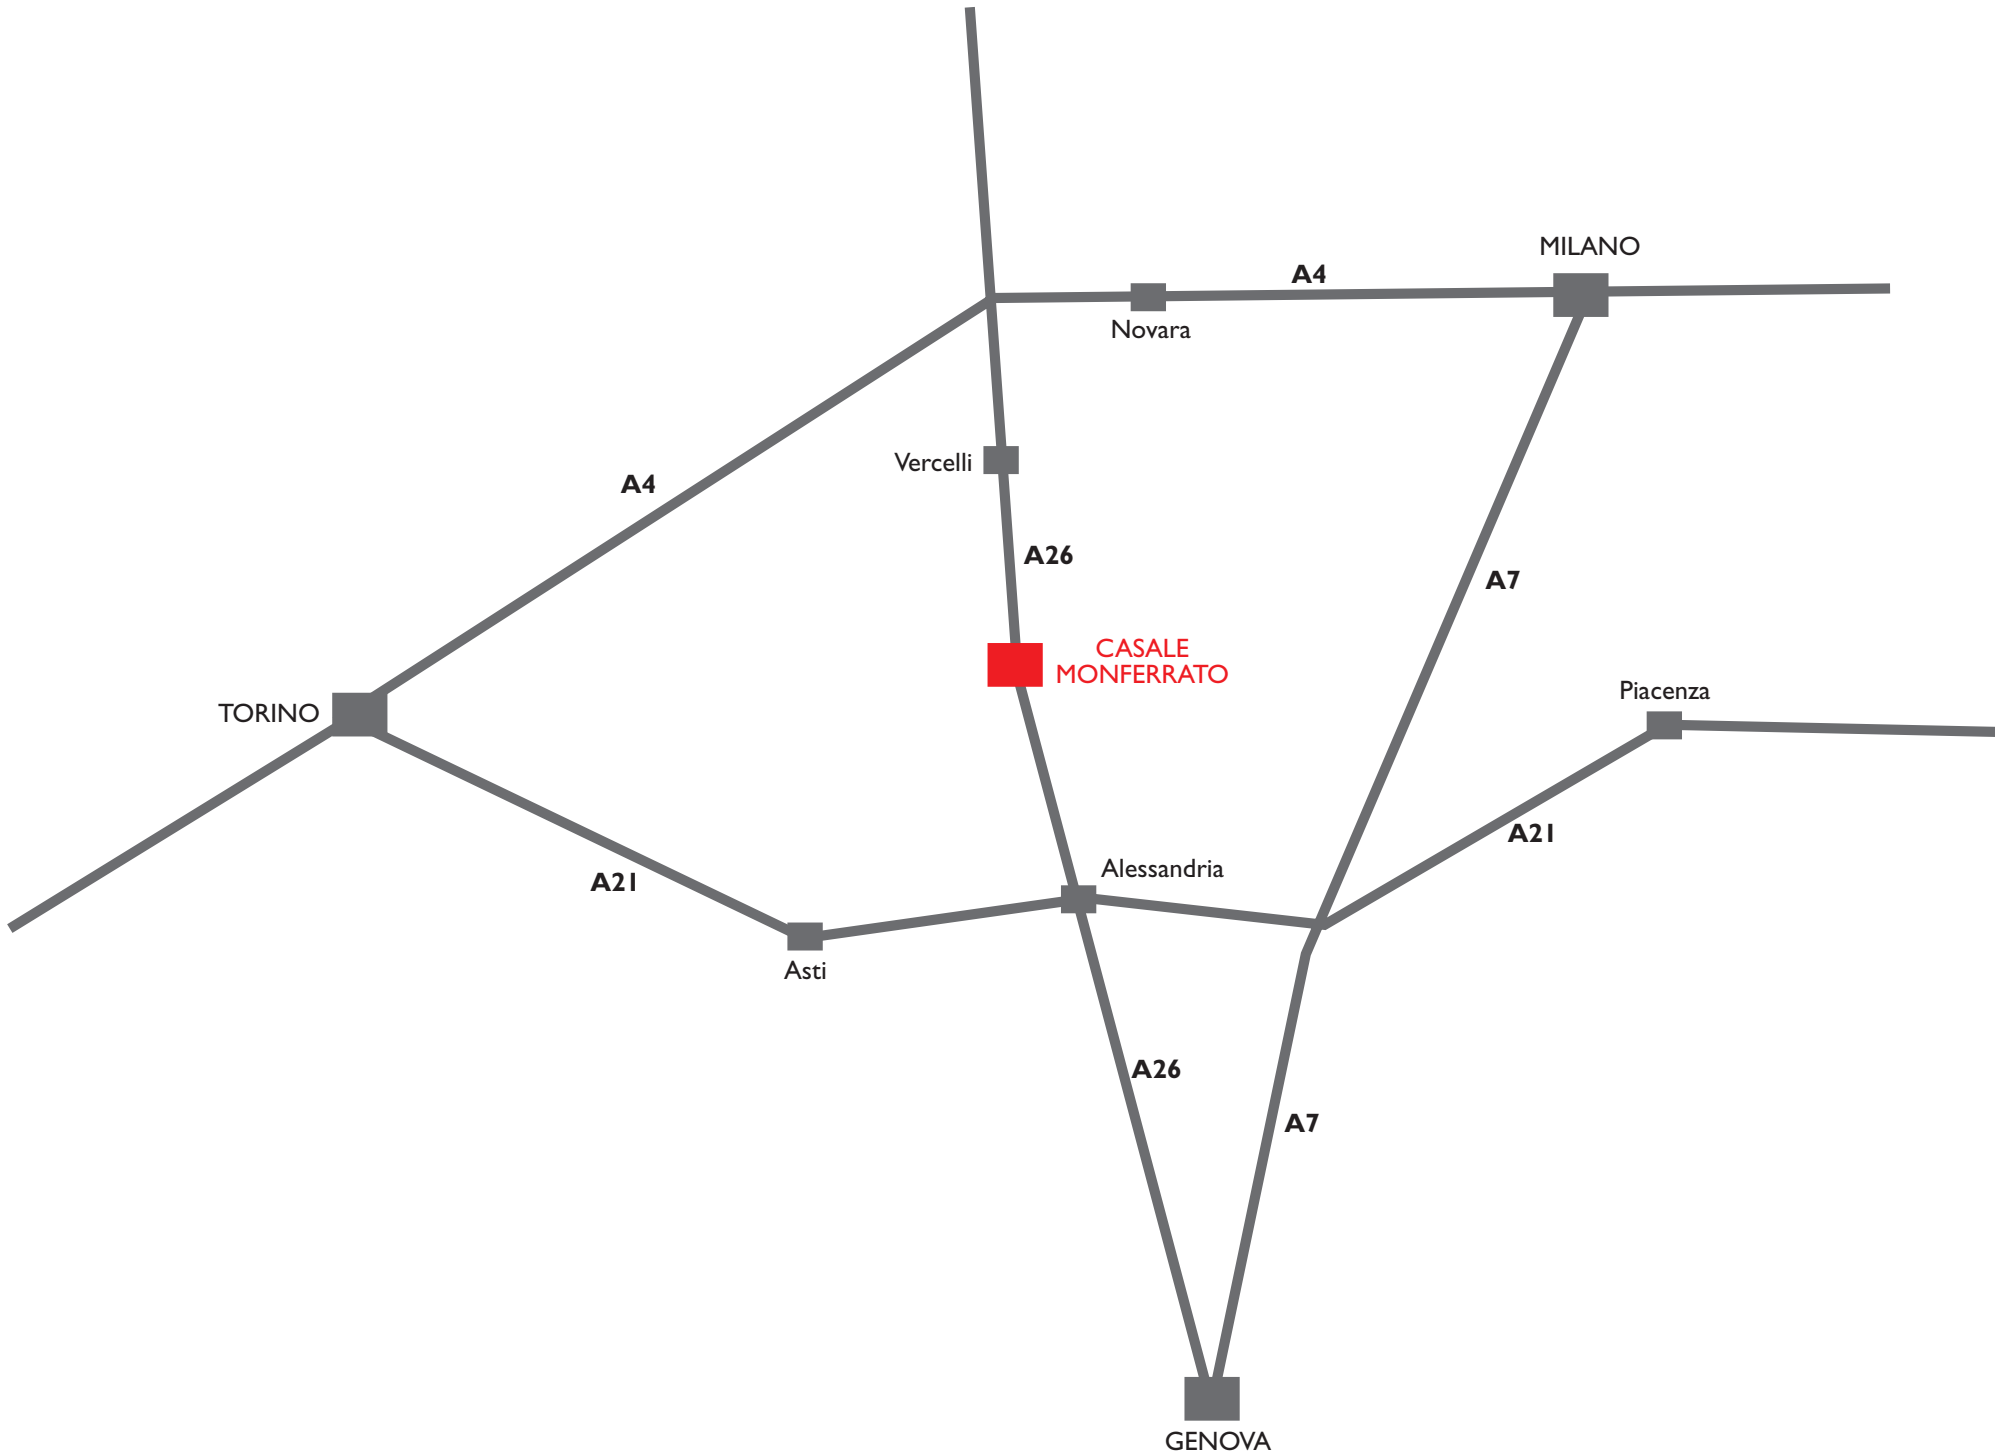 MILANO
A4
Novara
Vercelli
A4
A26
A7
CASALE
MONFERRATO
Piacenza
TORINO
A21
Alessandria
A21
Asti
A26
A7
GENOVA